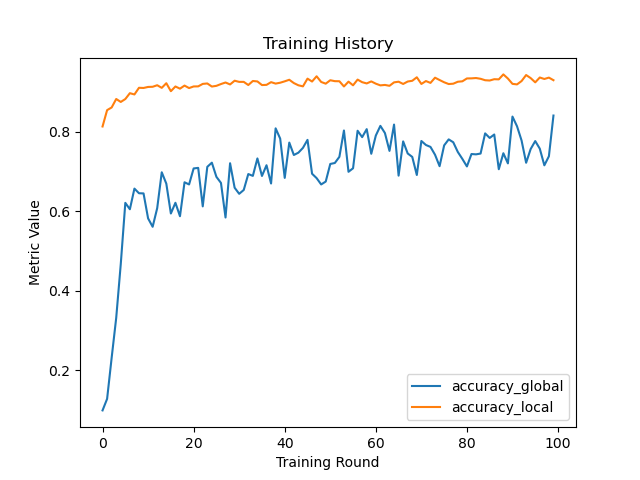 Training History
Metric Value
0.8
0.6
0.4
0.2
0 20 40 60 80 100
Training Round
accuracy_global
accuracy_local